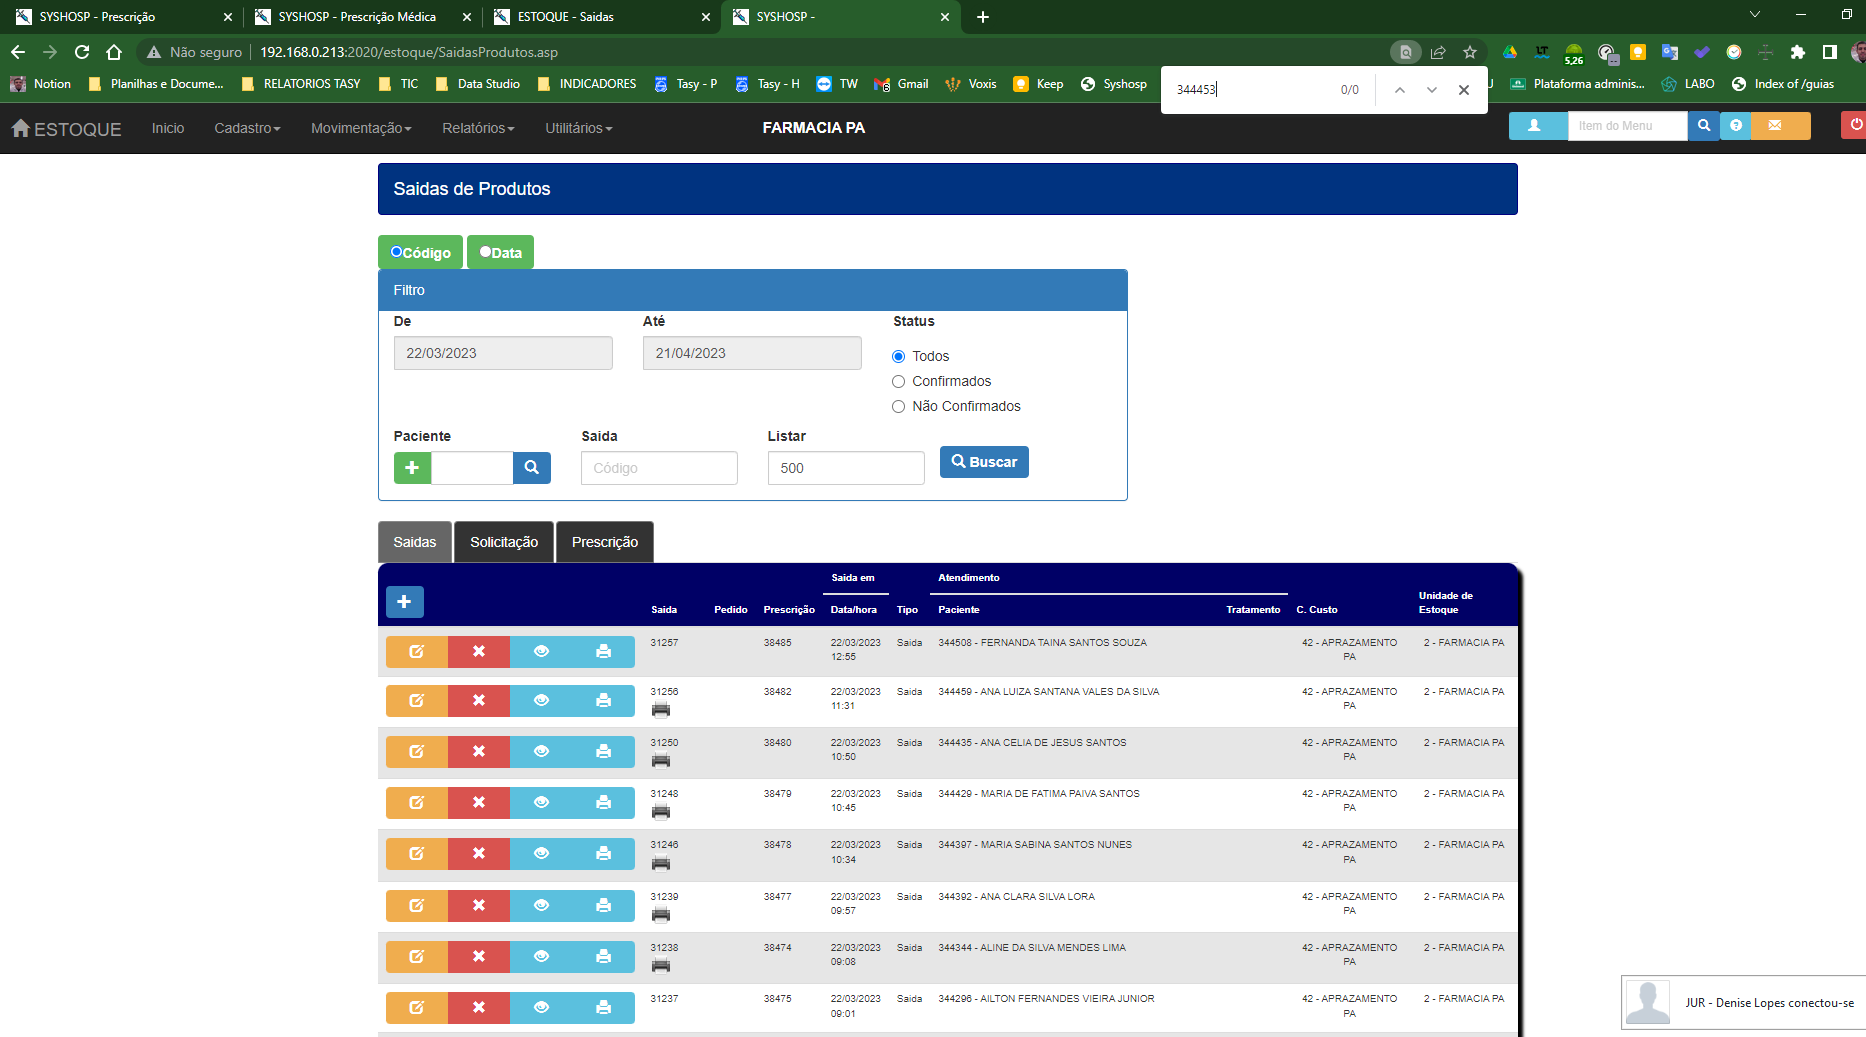 SYSHOSP - Prescrição
SYSHOSP - Prescrição Médica
ESTOQUE - Saidas
SYSHOSP -
Não seguro
192.168.0.213:2020/estoque/SaidasProdutos.asp
5,26
Notion
Planilhas e Docume...
RELATORIOS TASY
TIC
Data Studio
INDICADORES
Tasy - P
Tasy - H
TW
Gmail
Voxis
Keep
Syshosp
344453
0/0
Plataforma adminis...
LABO
Index of /guias
ESTOQUE
Inicio
Cadastro
Movimentação
Relatórios
Utilitários
FARMACIA PA
Item do Menu
Saidas de Produtos
Código
Data
Filtro
De
Até
Status
22/03/2023
21/04/2023
Todos
Confirmados
Não Confirmados
Paciente
Saida
Listar
Código
500
Buscar
Saidas
Solicitação
Prescrição
Saida em
Atendimento
Saida
Pedido
Prescrição
Data/hora
Tipo
Paciente
Tratamento
C. Custo
Unidade de
Estoque
31257 38485 22/03/2023 Saida 344508 - FERNANDA TAINA SANTOS SOUZA 42 - APRAZAMENTO 2 - FARMACIA PA
12:55 PA
31256 38482 22/03/2023 Saida 344459 - ANA LUIZA SANTANA VALES DA SILVA 42 - APRAZAMENTO 2 - FARMACIA PA
11:31 PA
31250 38480 22/03/2023 Saida 344435 - ANA CELIA DE JESUS SANTOS 42 - APRAZAMENTO 2 - FARMACIA PA
10:50 PA
31248 38479 22/03/2023 Saida 344429 - MARIA DE FATIMA PAIVA SANTOS 42 - APRAZAMENTO 2 - FARMACIA PA
10:45 PA
31246 38478 22/03/2023 Saida 344397 - MARIA SABINA SANTOS NUNES 42 - APRAZAMENTO 2 - FARMACIA PA
10:34 PA
31239 38477 22/03/2023 Saida 344392 - ANA CLARA SILVA LORA 42 - APRAZAMENTO 2 - FARMACIA PA
09:57 PA
31238 38474 22/03/2023 Saida 344344 - ALINE DA SILVA MENDES LIMA 42 - APRAZAMENTO 2 - FARMACIA PA
09:08 PA
31237 38475 22/03/2023 Saida 344296 - AILTON FERNANDES VIEIRA JUNIOR 42 - APRAZAMENTO 2 - FARMACIA PA
09:01 PA
JUR - Denise Lopes conectou-se